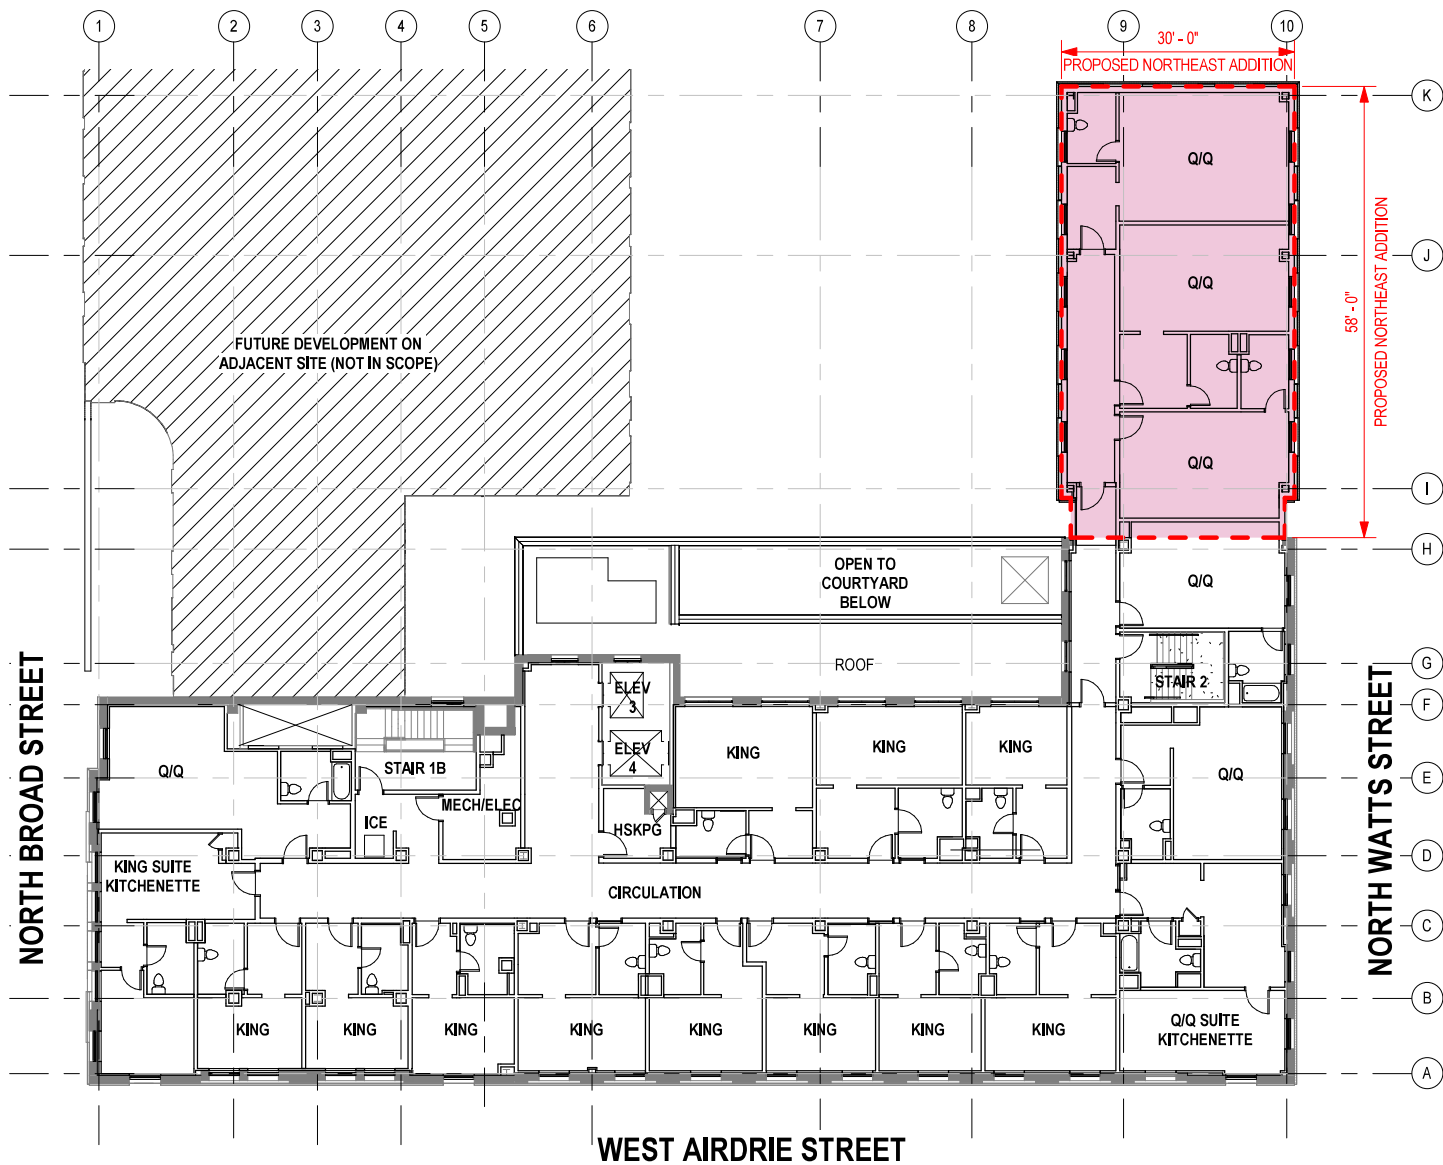 1
2
3
4
5
6
7
8
9
10
30' - 0"
PROPOSED NORTHEAST ADDITION
K
J
I
H
G
F
E
D
C
B
A
58' - 0"
PROPOSED NORTHEAST ADDITION
Q/Q
Q/Q
Q/Q
FUTURE DEVELOPMENT ON
ADJACENT SITE (NOT IN SCOPE)
OPEN TO
COURTYARD
BELOW
Q/Q
ROOF
STAIR 2
ELEV
3
ELEV
4
KING
KING
KING
Q/Q
Q/Q
STAIR 1B
MECH/ELEC
ICE
HSKPG
KING SUITE
KITCHENETTE
CIRCULATION
KING
KING
KING
KING
KING
KING
KING
KING
Q/Q SUITE
KITCHENETTE
NORTH BROAD STREET
NORTH WATTS STREET
WEST AIRDRIE STREET